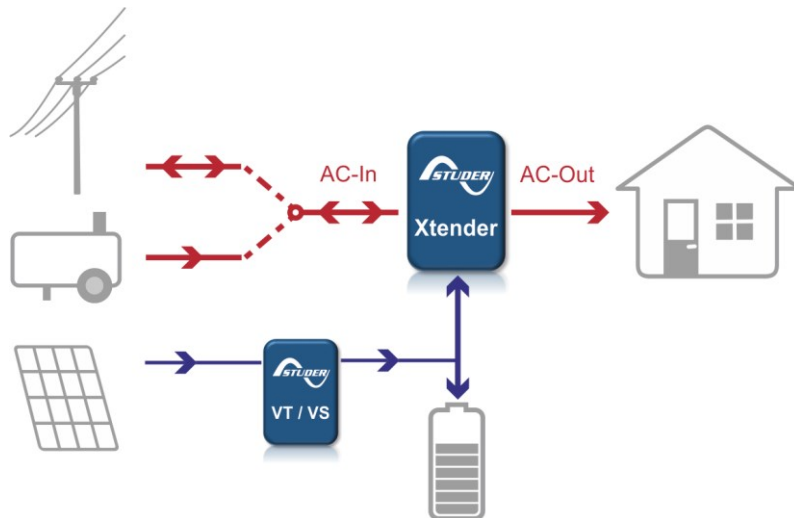 AC-In
STUDER
Xtender
AC-Out
STUDER
VT / VS